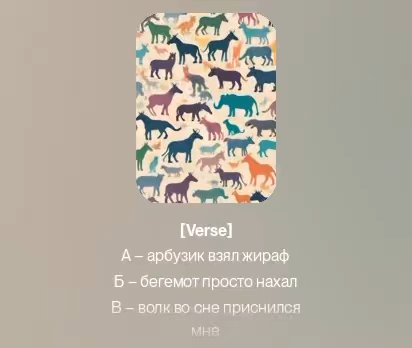 [Verse]
А – арбузик взял жираф
Б – бегемот просто нахал
В – волк во сне приснился
мне